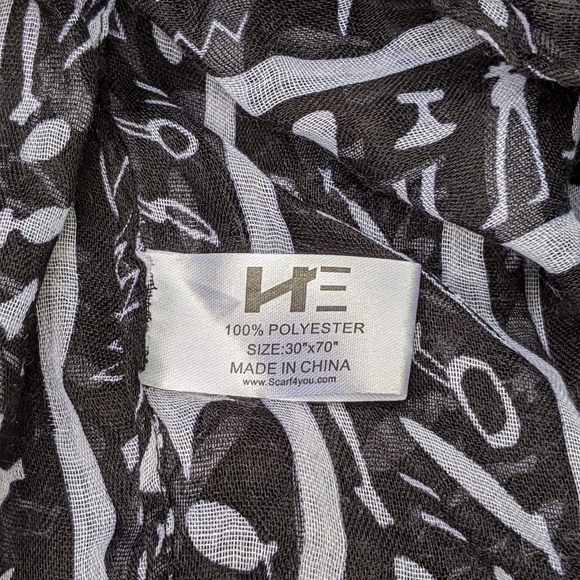 HE
100% POLYESTER
SIZE:30"x70"
MADE IN CHINA
www.Scarf4you.com